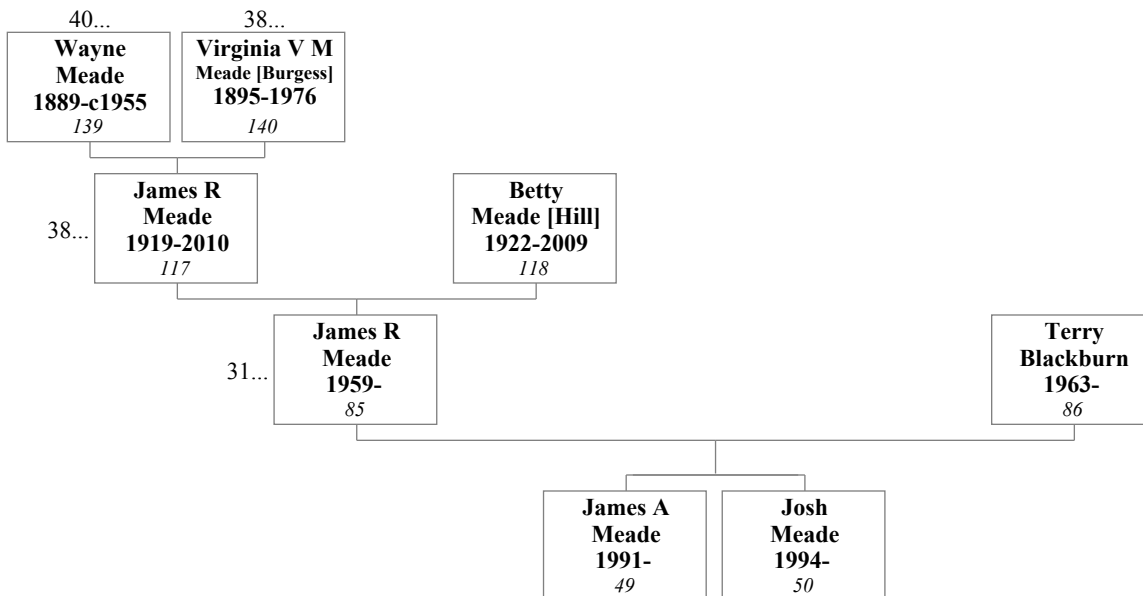 40...
38...
Wayne
Meade
1889-c1955
139
Virginia V M
Meade [Burgess]
1895-1976
140
38...
James R
Meade
1919-2010
117
Betty
Meade [Hill]
1922-2009
118
31...
James R
Meade
1959-
85
Terry
Blackburn
1963-
86
James A
Meade
1991-
49
Josh
Meade
1994-
50